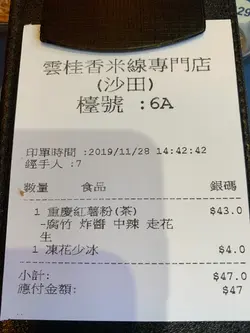 雲桂香米線專門店
(沙田)
檯號 :6A
印單時間 :2019/11/28 14:42:42
經手人 :7
數量 食品 銀碼
1 重慶紅薯粉(茶) $43.0
-腐竹 炸醬 中辣 走花
生
1 凍花少冰 $4.0
小計: $47.0
應付金額: $47